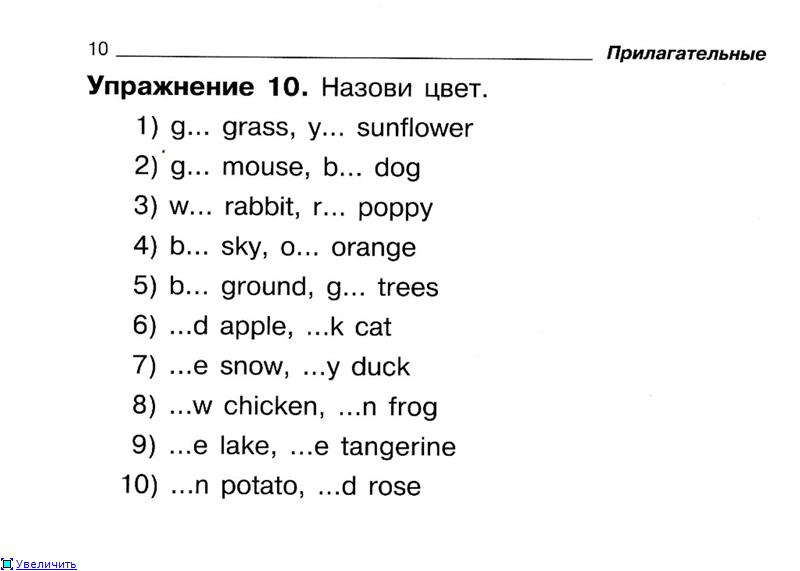 10 Прилагательные
Упражнение 10. Назови цвет.
1) g... grass, y... sunflower
2) g... mouse, b... dog
3) w... rabbit, r... poppy
4) b... sky, o... orange
5) b... ground, g... trees
6) ...d apple, ...k cat
7) ...e snow, ...y duck
8) ...w chicken, ...n frog
9) ...e lake, ...e tangerine
10) ...n potato, ...d rose
Увеличить